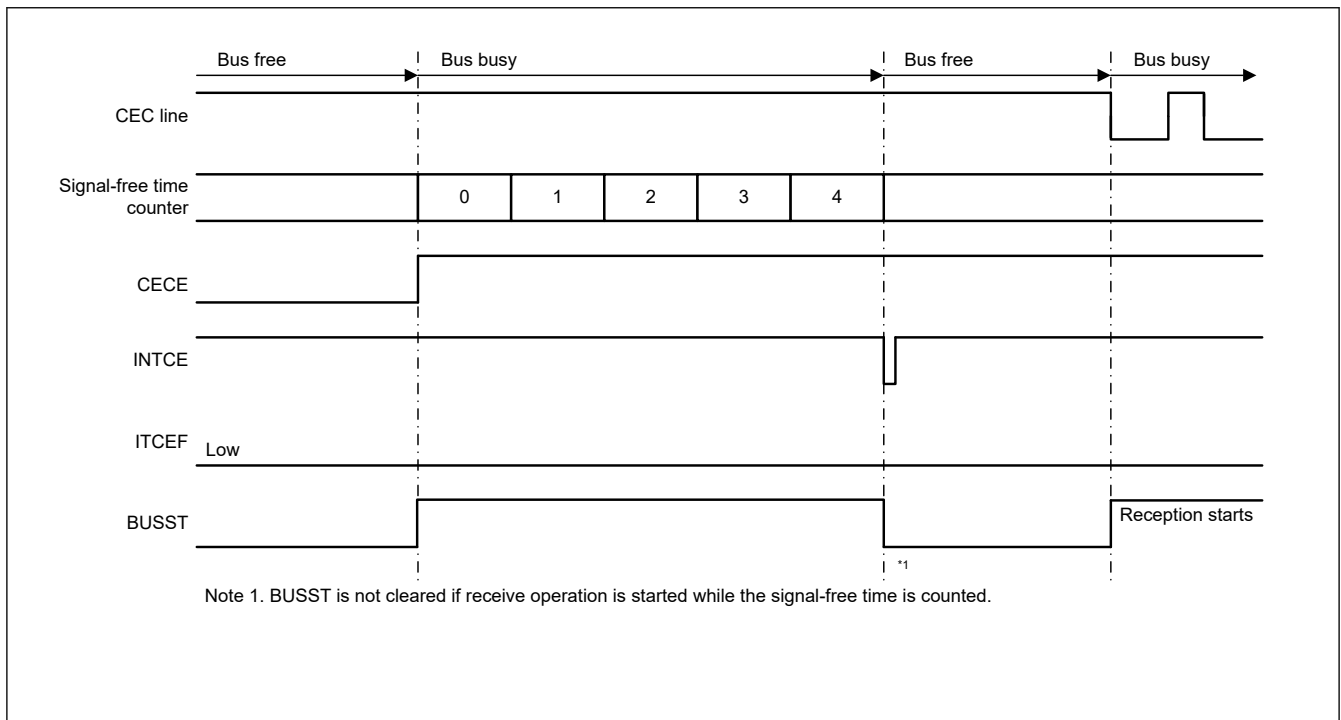 Bus free Bus busy Bus free Bus busy
CEC line
Signal-free time
counter
0 1 2 3 4
CECE
INTCE
ITCEF
Low
BUSST
Reception starts
*1
Note 1. BUSST is not cleared if receive operation is started while the signal-free time is counted.